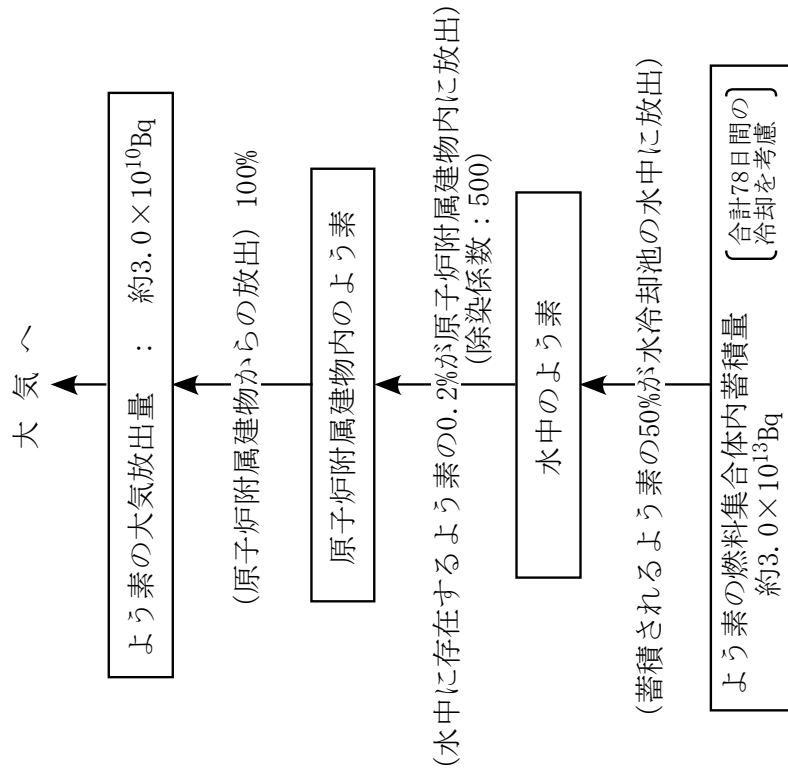 大気へ
よう素の大気放出量 ： 約3.0×10¹⁰Bq
(原子炉附属建物からの放出) 100%
原子炉附属建物内のよう素
(水中に存在するよう素の0.2%が原子炉附属建物内に放出)
(除染係数：500)
水中のよう素
(蓄積されるよう素の50%が水冷却池の水中に放出)
よう素の燃料集合体内蓄積量
約3.0×10¹³Bq
合計78日間の
冷却を考慮